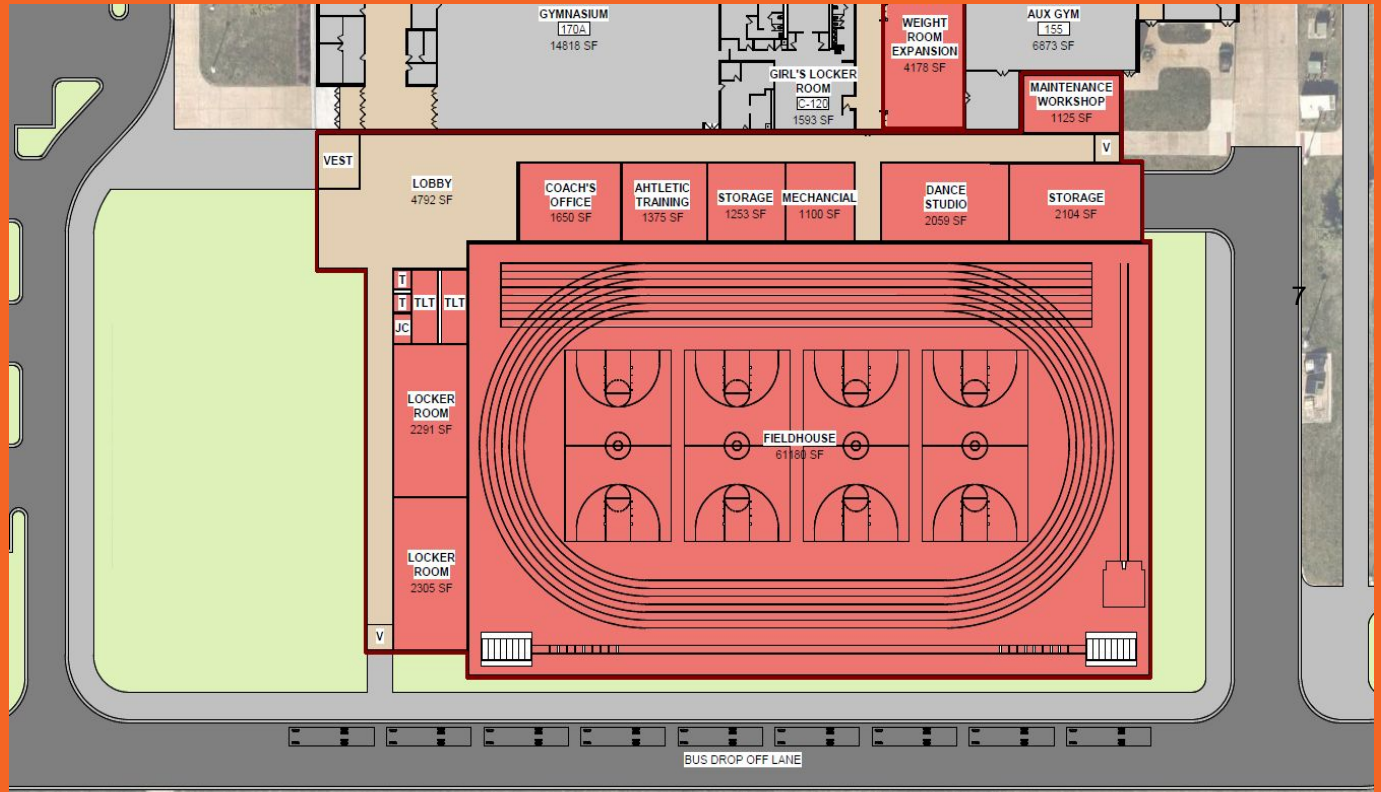 GYMNASIUM
170A
14818 SF
WEIGHT
ROOM
EXPANSION
4178 SF
AUX GYM
155
6873 SF
GIRL'S LOCKER
ROOM
C-120
1593 SF
MAINTENANCE
WORKSHOP
1125 SF
VEST
V
LOBBY
4792 SF
COACH'S
OFFICE
1650 SF
AHTLETIC
TRAINING
1375 SF
STORAGE
1253 SF
MECHANCIAL
1100 SF
DANCE
STUDIO
2059 SF
STORAGE
2104 SF
T
T
TLT
TLT
JC
7
LOCKER
ROOM
2291 SF
FIELDHOUSE
61180 SF
LOCKER
ROOM
2305 SF
V
BUS DROP OFF LANE